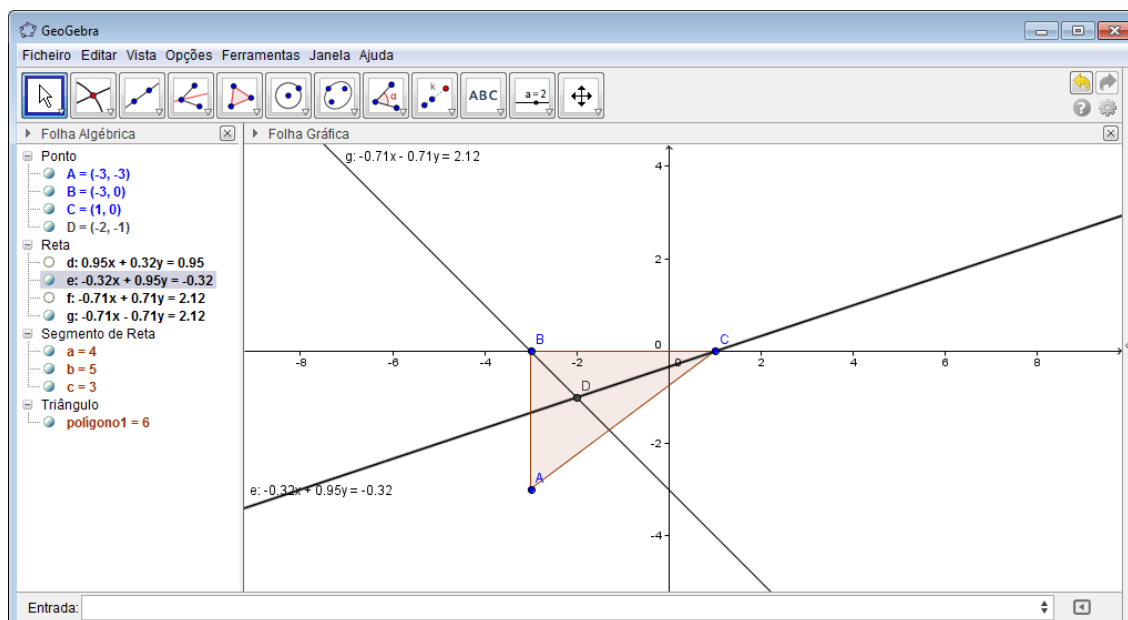 GeoGebra
Ficheiro Editar Vista Opções Ferramentas Janela Ajuda
α
k
ABC
a=2
Folha Algébrica
Folha Gráfica
Ponto
A = (-3, -3)
B = (-3, 0)
C = (1, 0)
D = (-2, -1)
Reta
d: 0.95x + 0.32y = 0.95
e: -0.32x + 0.95y = -0.32
f: -0.71x + 0.71y = 2.12
g: -0.71x - 0.71y = 2.12
Segmento de Reta
a = 4
b = 5
c = 3
Triângulo
polígono1 = 6
g: -0.71x - 0.71y = 2.12
4
2
B
C
0
-8 -6 -4 -2 0 2 4 6 8
D
-2
A
e: -0.32x + 0.95y = -0.32
-4
Entrada: